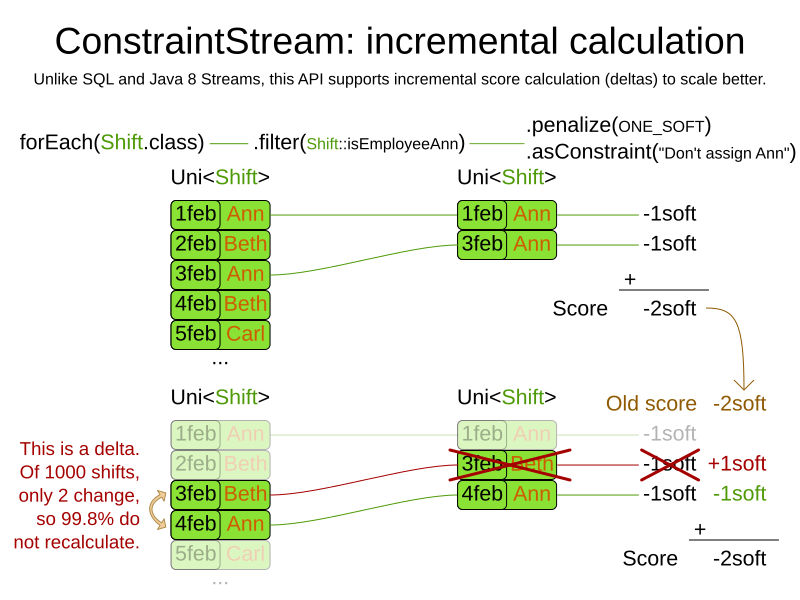 ConstraintStream: incremental calculation
Unlike SQL and Java 8 Streams, this API supports incremental score calculation (deltas) to scale better.
forEach(Shift.class) .filter(Shift::isEmployeeAnn) .penalize(ONE_SOFT)
.asConstraint("Don't assign Ann")
Uni<Shift> Uni<Shift>
1feb Ann 1feb Ann -1soft
2feb Beth 3feb Ann -1soft
3feb Ann +
4feb Beth Score -2soft
5feb Carl
...
Uni<Shift> Uni<Shift> Old score -2soft
1feb Ann 1feb Ann -1soft
2feb Beth 3feb Beth -1soft +1soft
3feb Beth 4feb Ann -1soft -1soft
4feb Ann +
5feb Carl Score -2soft
...
This is a delta.
Of 1000 shifts,
only 2 change,
so 99.8% do
not recalculate.